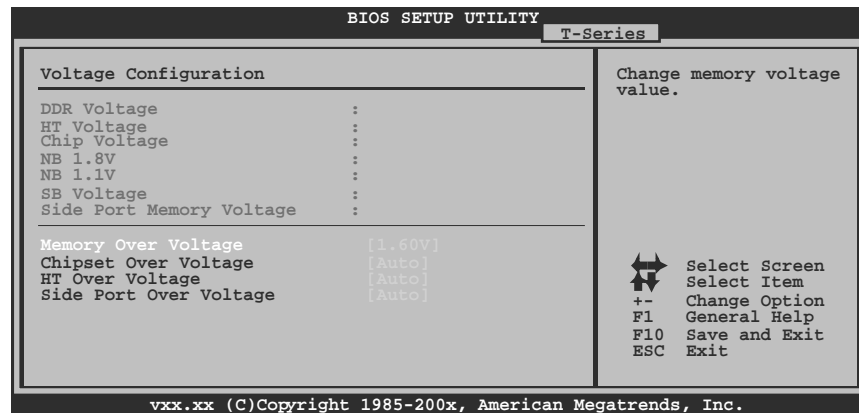 BIOS SETUP UTILITY
T-Series
Voltage Configuration
DDR Voltage :
HT Voltage :
Chip Voltage :
NB 1.8V :
NB 1.1V :
SB Voltage :
Side Port Memory Voltage :
Memory Over Voltage [1.60V]
Chipset Over Voltage [Auto]
HT Over Voltage [Auto]
Side Port Over Voltage [Auto]
Change memory voltage
value.
Select Screen
Select Item
+- Change Option
F1 General Help
F10 Save and Exit
ESC Exit
vxx.xx (C)Copyright 1985-200x, American Megatrends, Inc.